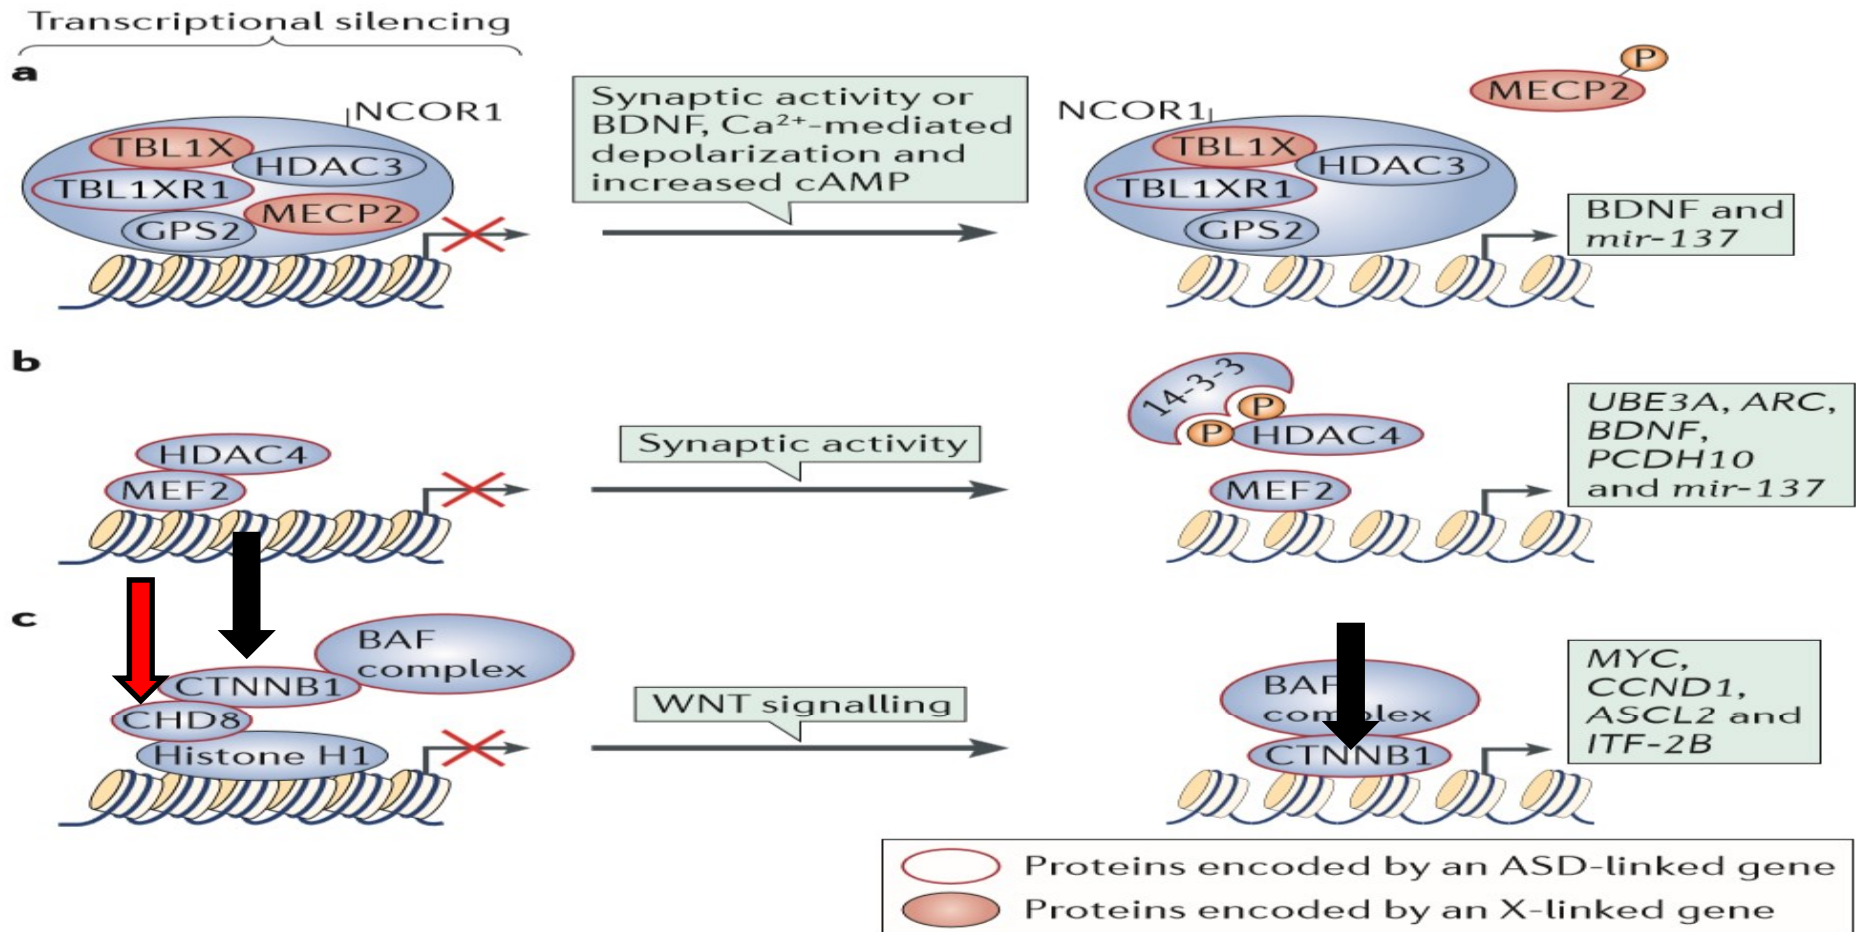 Transcriptional silencing
a
NCOR1
TBL1X
HDAC3
TBL1XR1
MECP2
GPS2
Synaptic activity or
BDNF, Ca²⁺-mediated
depolarization and
increased cAMP
NCOR1
TBL1X
HDAC3
TBL1XR1
GPS2
P
MECP2
BDNF and
mir-137
b
HDAC4
MEF2
Synaptic activity
14-3-3
P
P
HDAC4
MEF2
UBE3A, ARC,
BDNF,
PCDH10
and mir-137
c
BAF
complex
CTNNB1
CHD8
Histone H1
WNT signalling
BAF
complex
CTNNB1
MYC,
CCND1,
ASCL2 and
ITF-2B
Proteins encoded by an ASD-linked gene
Proteins encoded by an X-linked gene